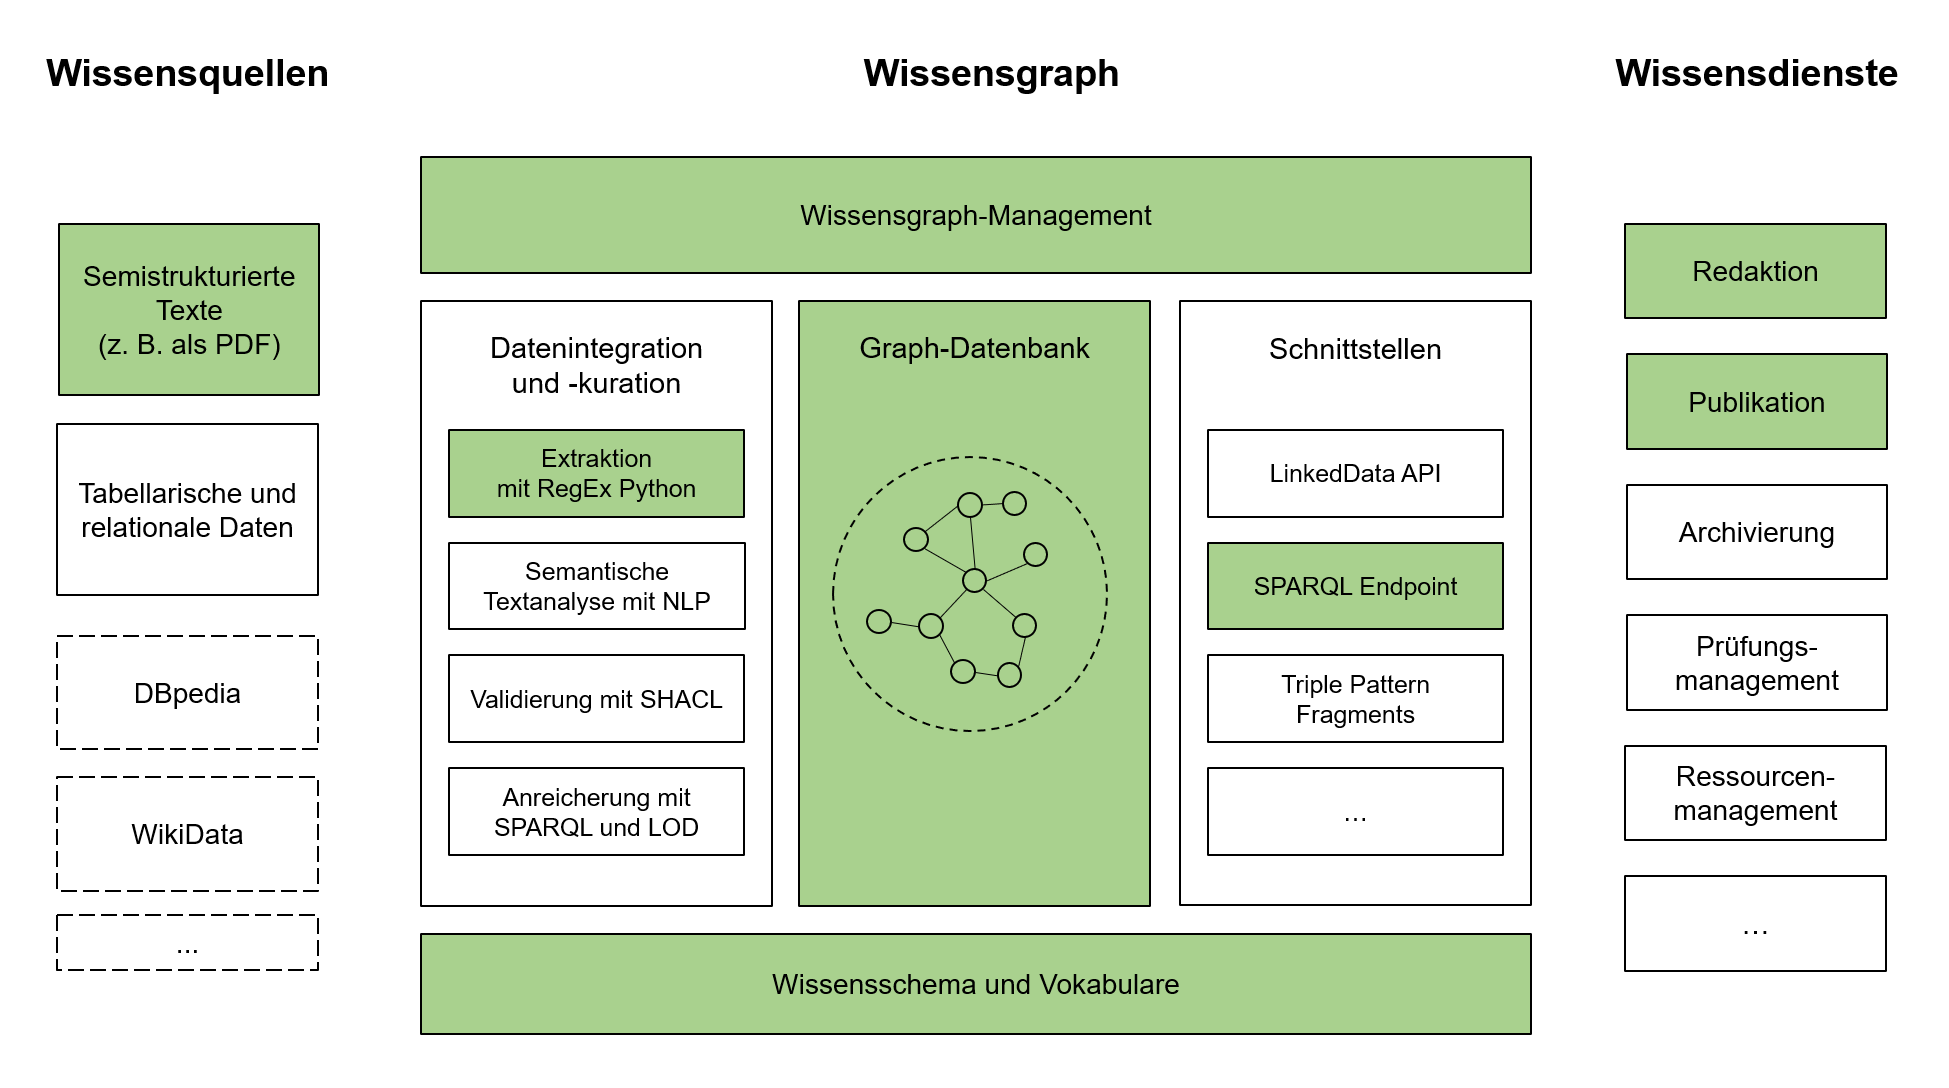 Wissensquellen
Wissensgraph
Wissensdienste
Semistrukturierte
Texte
(z. B. als PDF)
Tabellarische und
relationale Daten
DBpedia
WikiData
...
Wissensgraph-Management
Datenintegration
und -kuration
Extraktion
mit RegEx Python
Semantische
Textanalyse mit NLP
Validierung mit SHACL
Anreicherung mit
SPARQL und LOD
Graph-Datenbank
Schnittstellen
LinkedData API
SPARQL Endpoint
Triple Pattern
Fragments
...
Wissensschema und Vokabulare
Redaktion
Publikation
Archivierung
Prüfungs-
management
Ressourcen-
management
...